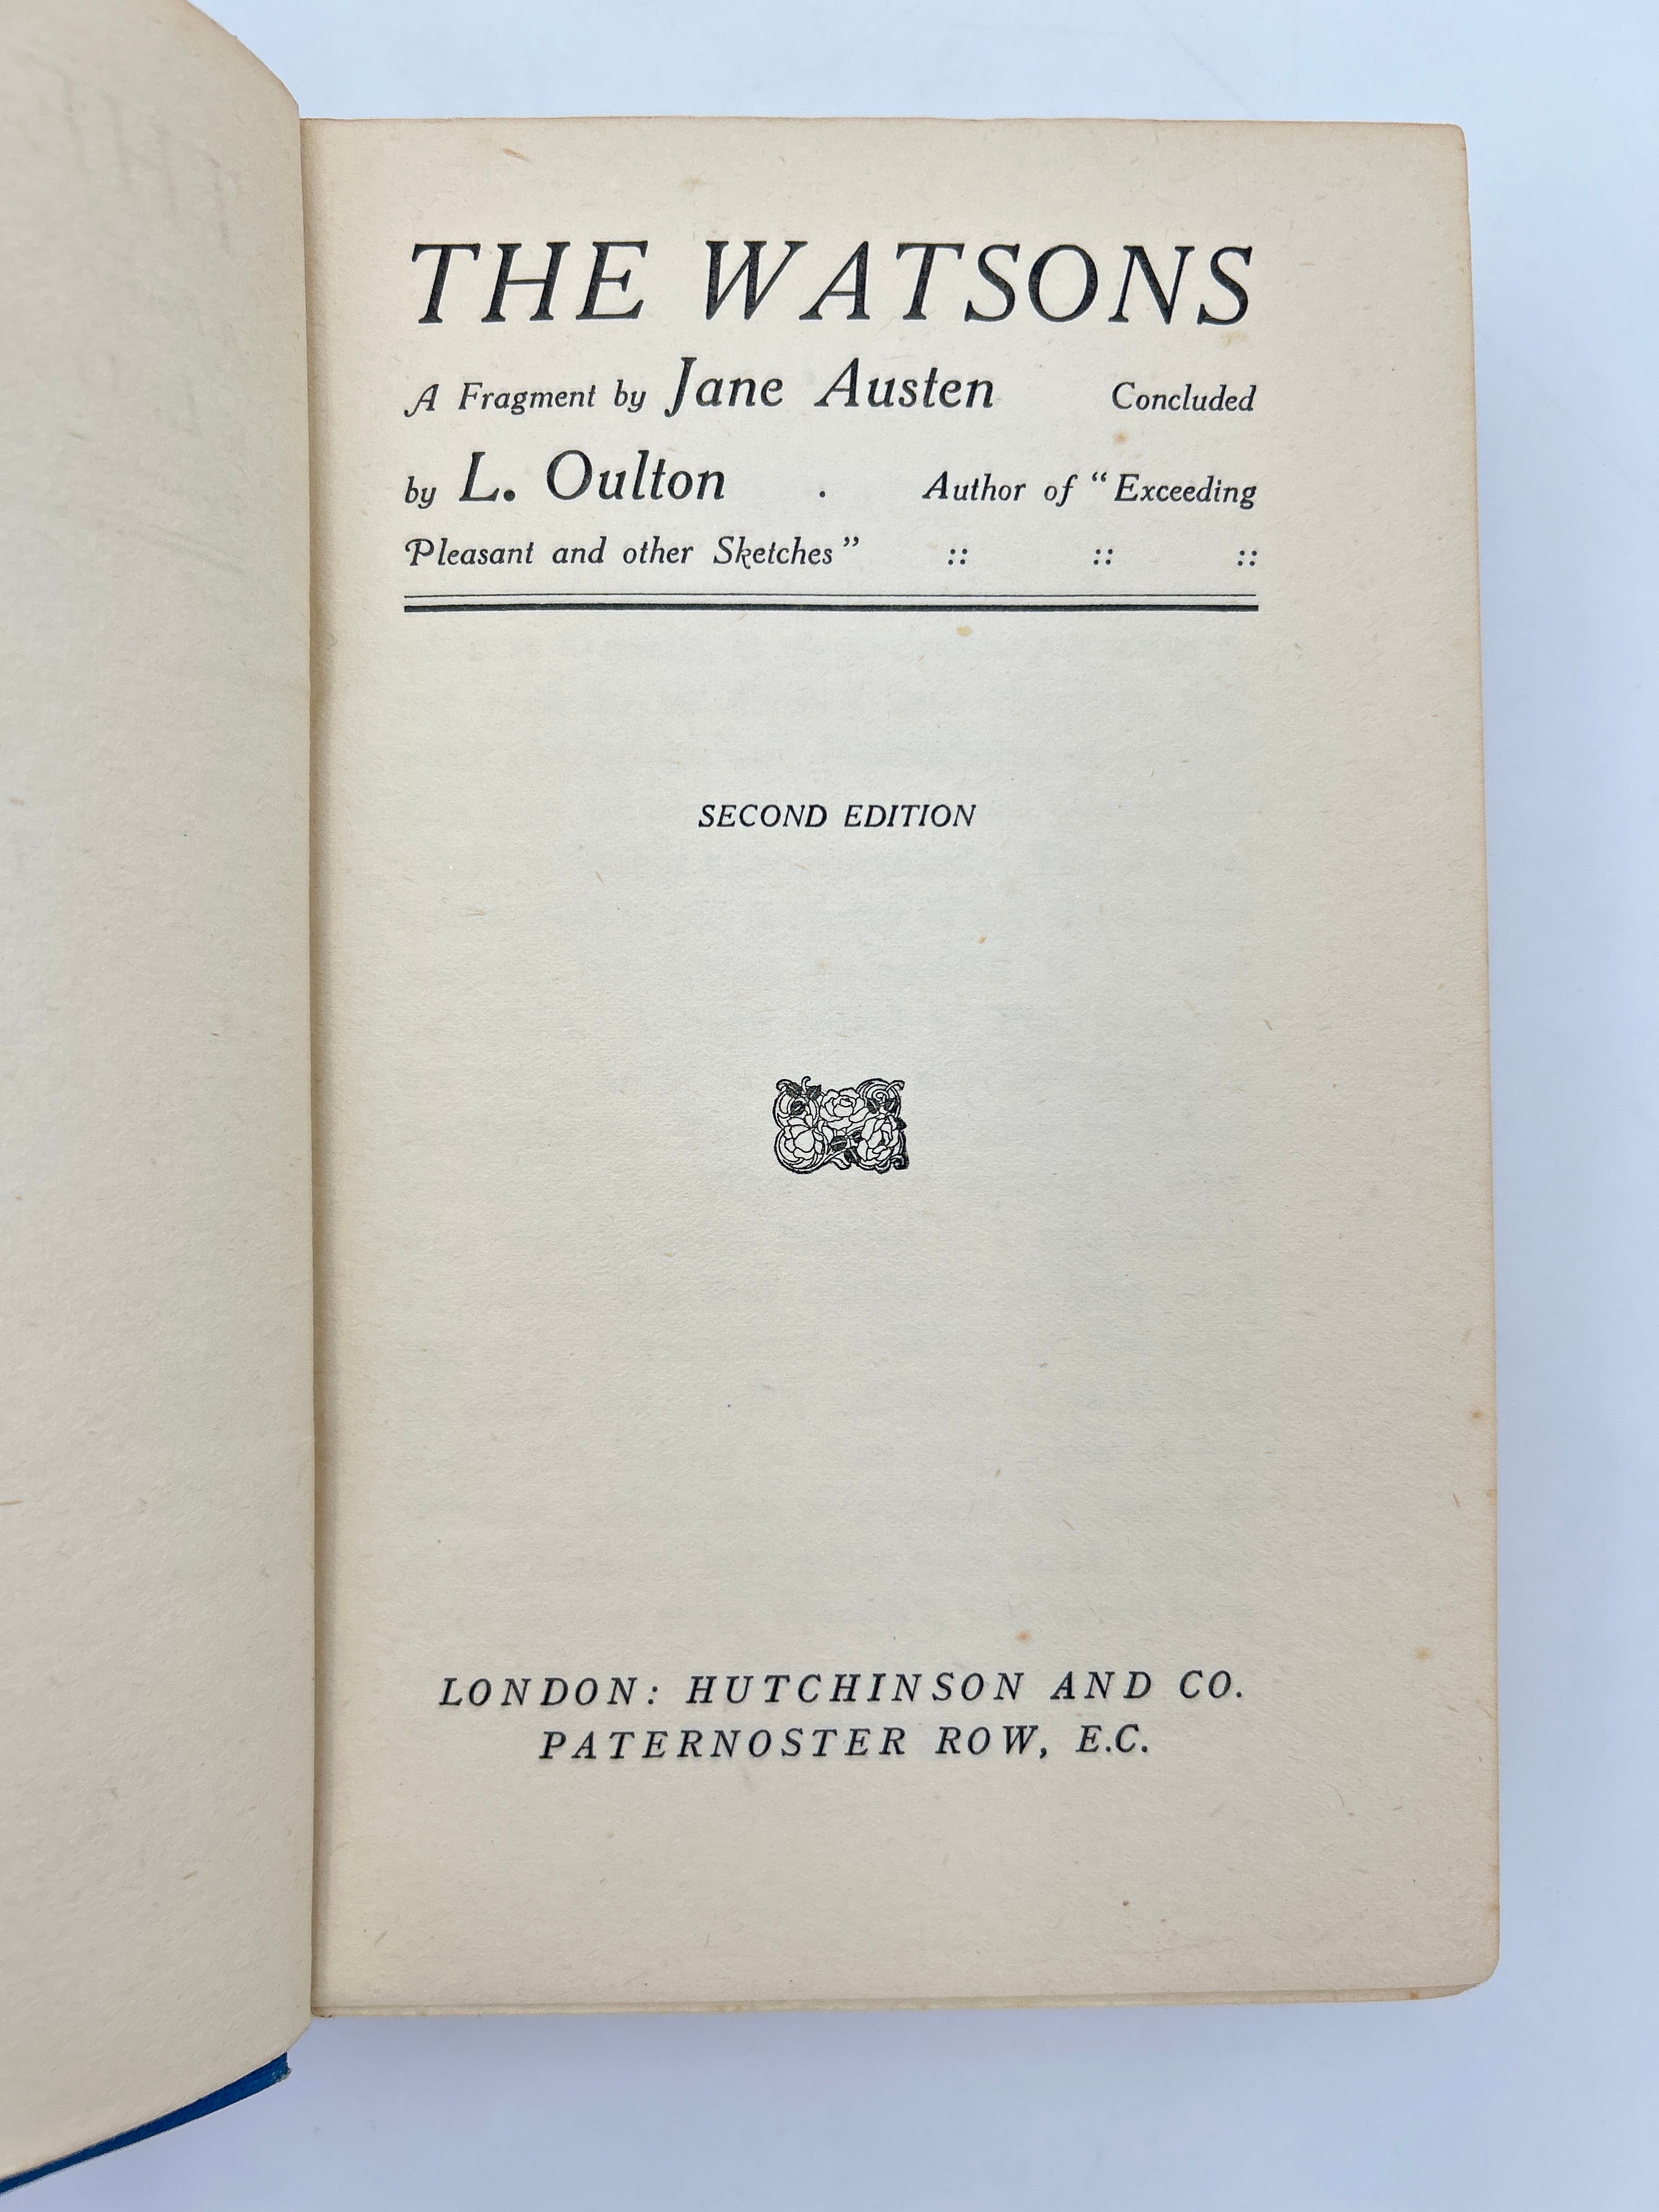 THE WATSONS
A Fragment by Jane Austen Concluded
by L. Oulton . Author of “Exceeding
Pleasant and other Sketches” :: :: ::
SECOND EDITION
LONDON: HUTCHINSON AND CO.
PATERNOSTER ROW, E.C.